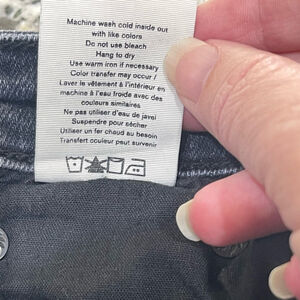 Machine wash cold inside out
with like colors
Do not use bleach
Hang to dry
Use warm iron if necessary
Color transfer may occur /
Laver le vêtement à l'intérieur en
machine à l'eau froide avec des
couleurs similaires
Ne pas utiliser d'eau de javel
Suspendre pour sécher
Utiliser un fer chaud au besoin
Transfert couleur peut survenir